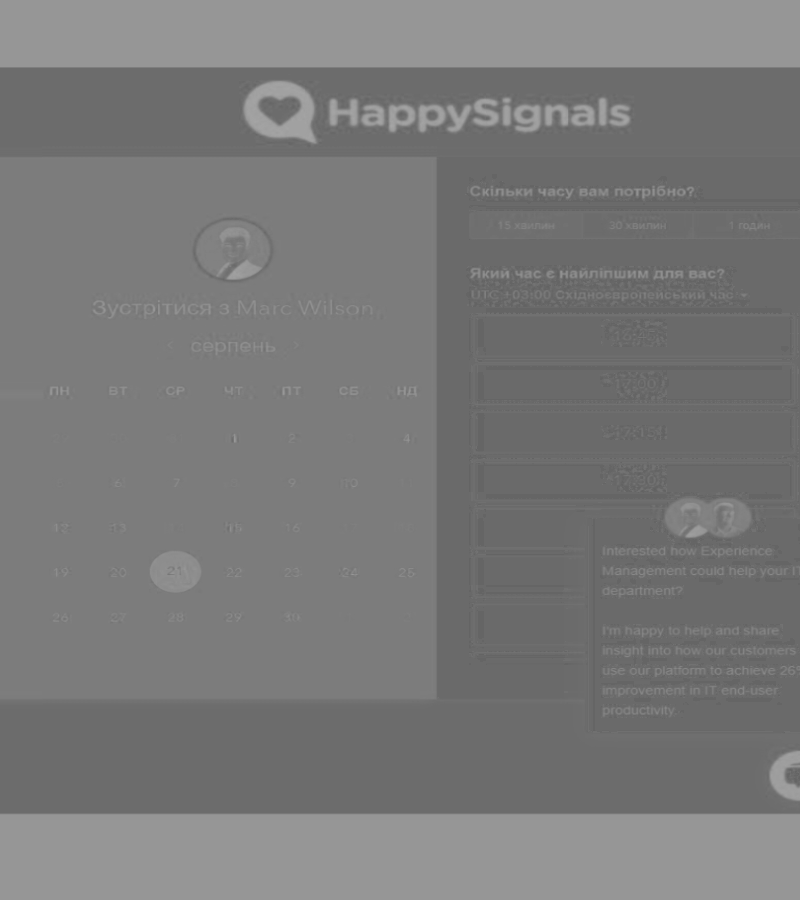 HappySignals
Зустрітися з Marc Wilson.
серпень
ПН ВТ СР ЧТ ПТ СБ НД
1 2 4
6 7 9 10
12 13 15 16
19 20 21 22 23 24 25
26 27 28 29 30
Скільки часу вам потрібно?
15 хвилин 30 хвилин 1 годин
Який час є найліпшим для вас?
UTC +03:00 Східноєвропейський час
Interested how Experience
Management could help your IT
department?
I'm happy to help and share
insight into how our customers
use our platform to achieve 26%
improvement in IT end-user
productivity.